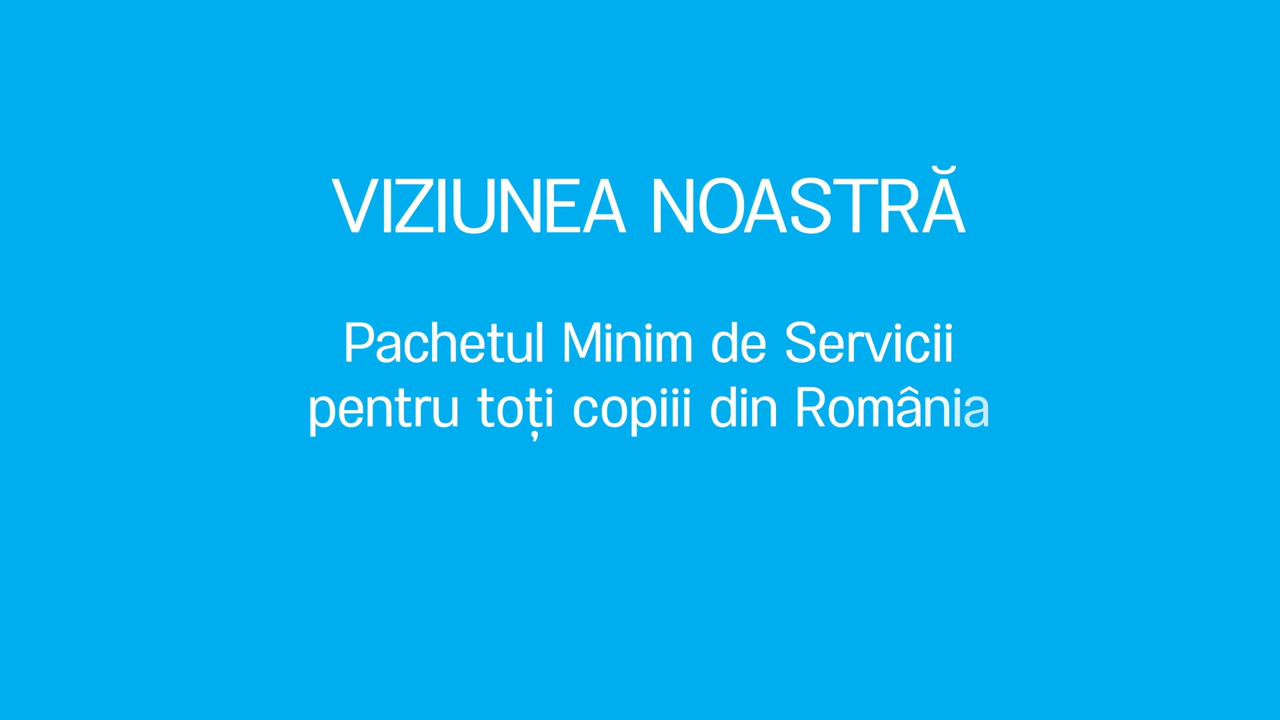 VIZIUNEA NOASTRĂ
Pachetul Minim de Servicii
pentru toți copiii din România